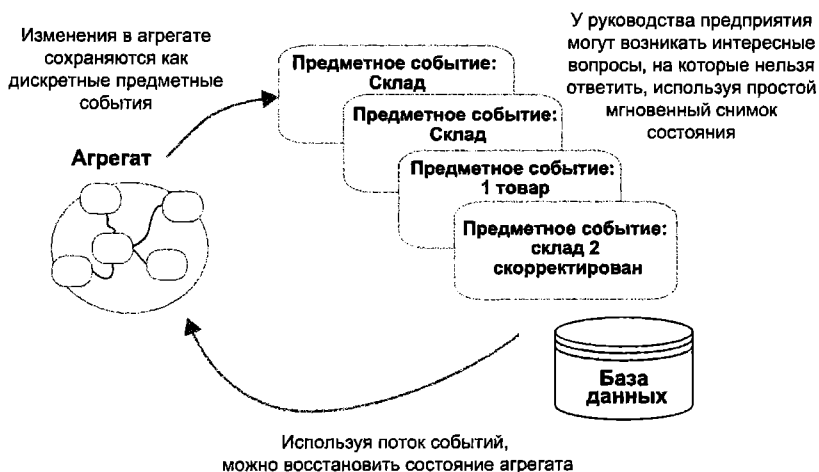 Изменения в агрегате
сохраняются как
дискретные предметные
события
Предметное событие:
Склад
Предметное событие:
Склад
Предметное событие:
1 товар
Предметное событие:
склад 2
скорректирован
У руководства предприятия
могут возникать интересные
вопросы, на которые нельзя
ответить, используя простой
мгновенный снимок
состояния
Агрегат
База
данных
Используя поток событий,
можно восстановить состояние агрегата